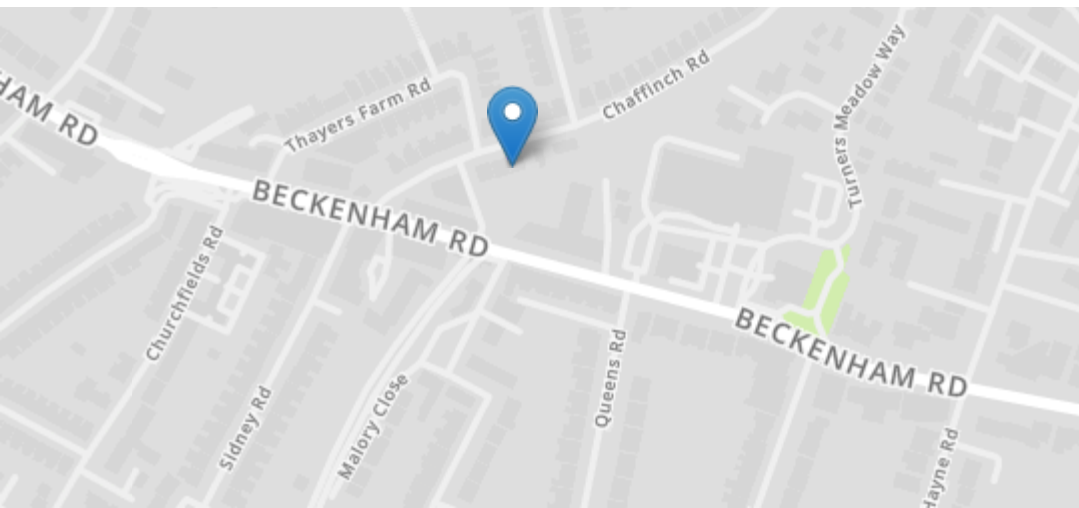 HAM RD
Thayers Farm Rd
Chaffinch Rd
Turners Meadow Way
BECKENHAM RD
Churchfields Rd
Sidney Rd
Malory Close
Queens Rd
BECKENHAM RD
Hayne Rd